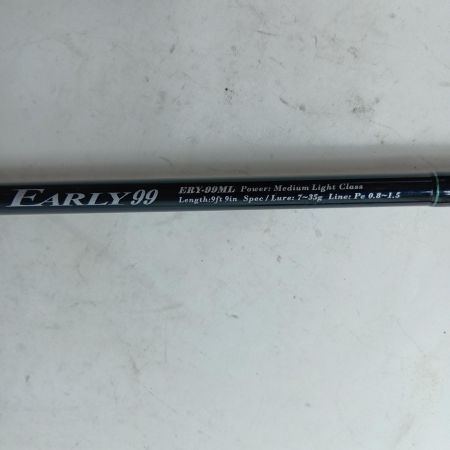 EARLY 99
ERY-99ML Power: Medium Light Class
Length:9ft 9in Spec / Lure: 7~35g Line: Pe 0.8~1.5